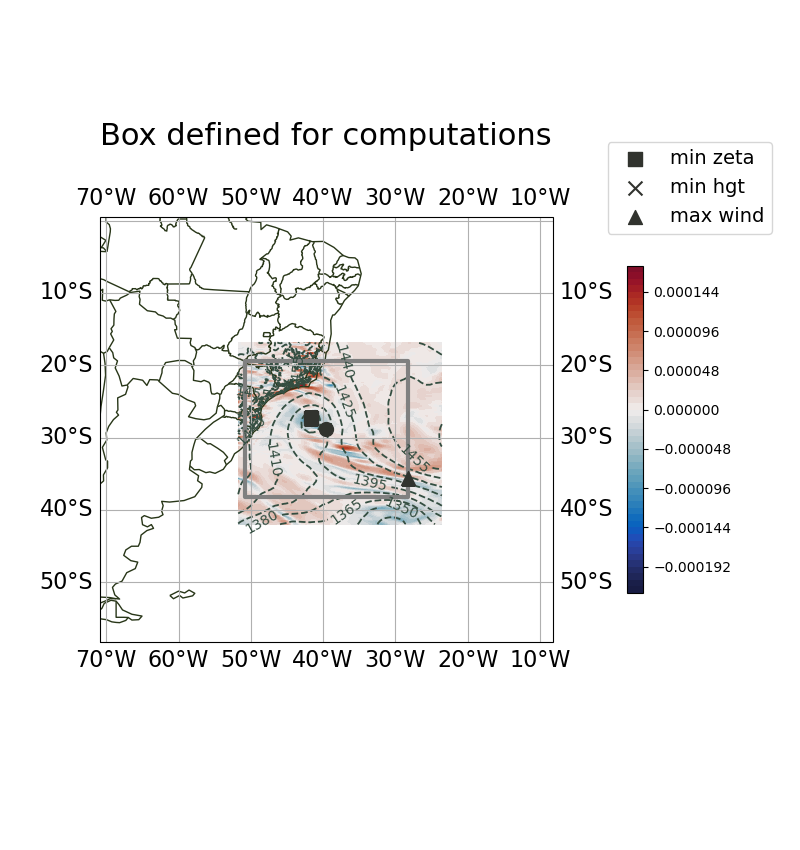 Box defined for computations
min zeta
min hgt
max wind
70°W 60°W 50°W 40°W 30°W 20°W 10°W
10°S 10°S
20°S 20°S
30°S 30°S
40°S 40°S
50°S 50°S
70°W 60°W 50°W 40°W 30°W 20°W 10°W
1440
1425
1410
1455
1395
1365
1350
1380
0.000144
0.000096
0.000048
0.000000
−0.000048
−0.000096
−0.000144
−0.000192